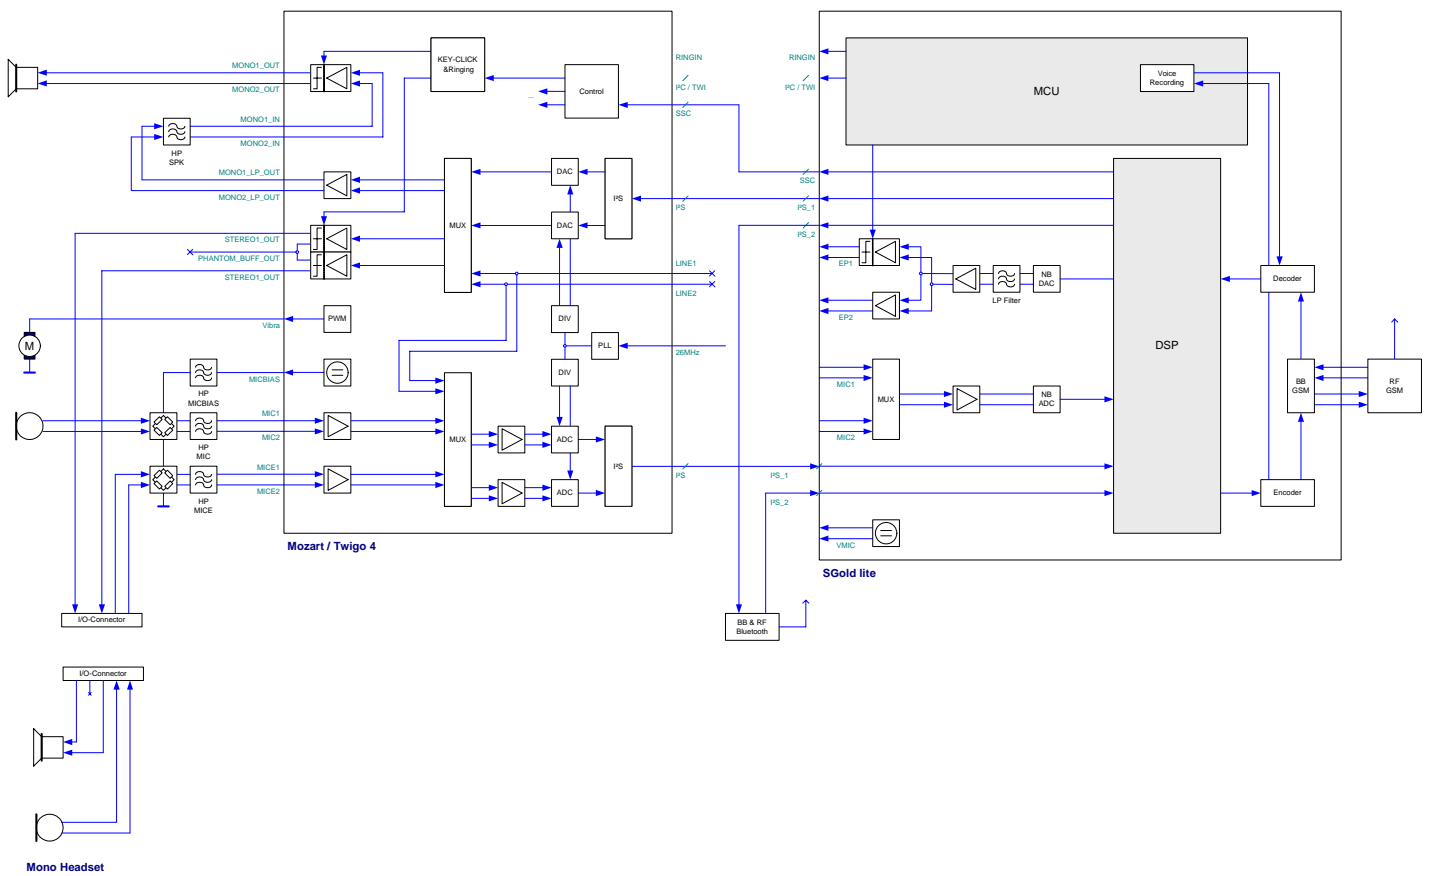 KEY-CLICK
&Ringing
Control
...
MONO1_OUT
MONO2_OUT
MONO1_IN
MONO2_IN
HP
SPK
MONO1_LP_OUT
MONO2_LP_OUT
STEREO1_OUT
PHANTOM_BUFF_OUT
STEREO1_OUT
Vibra
PWM
M
MICBIAS
HP
MICBIAS
MIC1
MIC2
HP
MIC
MICE1
MICE2
HP
MICE
MUX
DAC
DAC
I²S
DIV
PLL
DIV
MUX
ADC
ADC
I²S
Mozart / Twigo 4
RINGIN
I²C / TWI
SSC
I²S
LINE1
LINE2
26MHz
I²S
RINGIN
I²C / TWI
SSC
I²S_1
I²S_2
EP1
EP2
MIC1
MIC2
I²S_1
I²S_2
VMIC
MCU
Voice
Recording
DSP
LP Filter
NB
DAC
MUX
NB
ADC
Decoder
Encoder
BB
GSM
RF
GSM
SGold lite
BB & RF
Bluetooth
I/O-Connector
I/O-Connector
Mono Headset